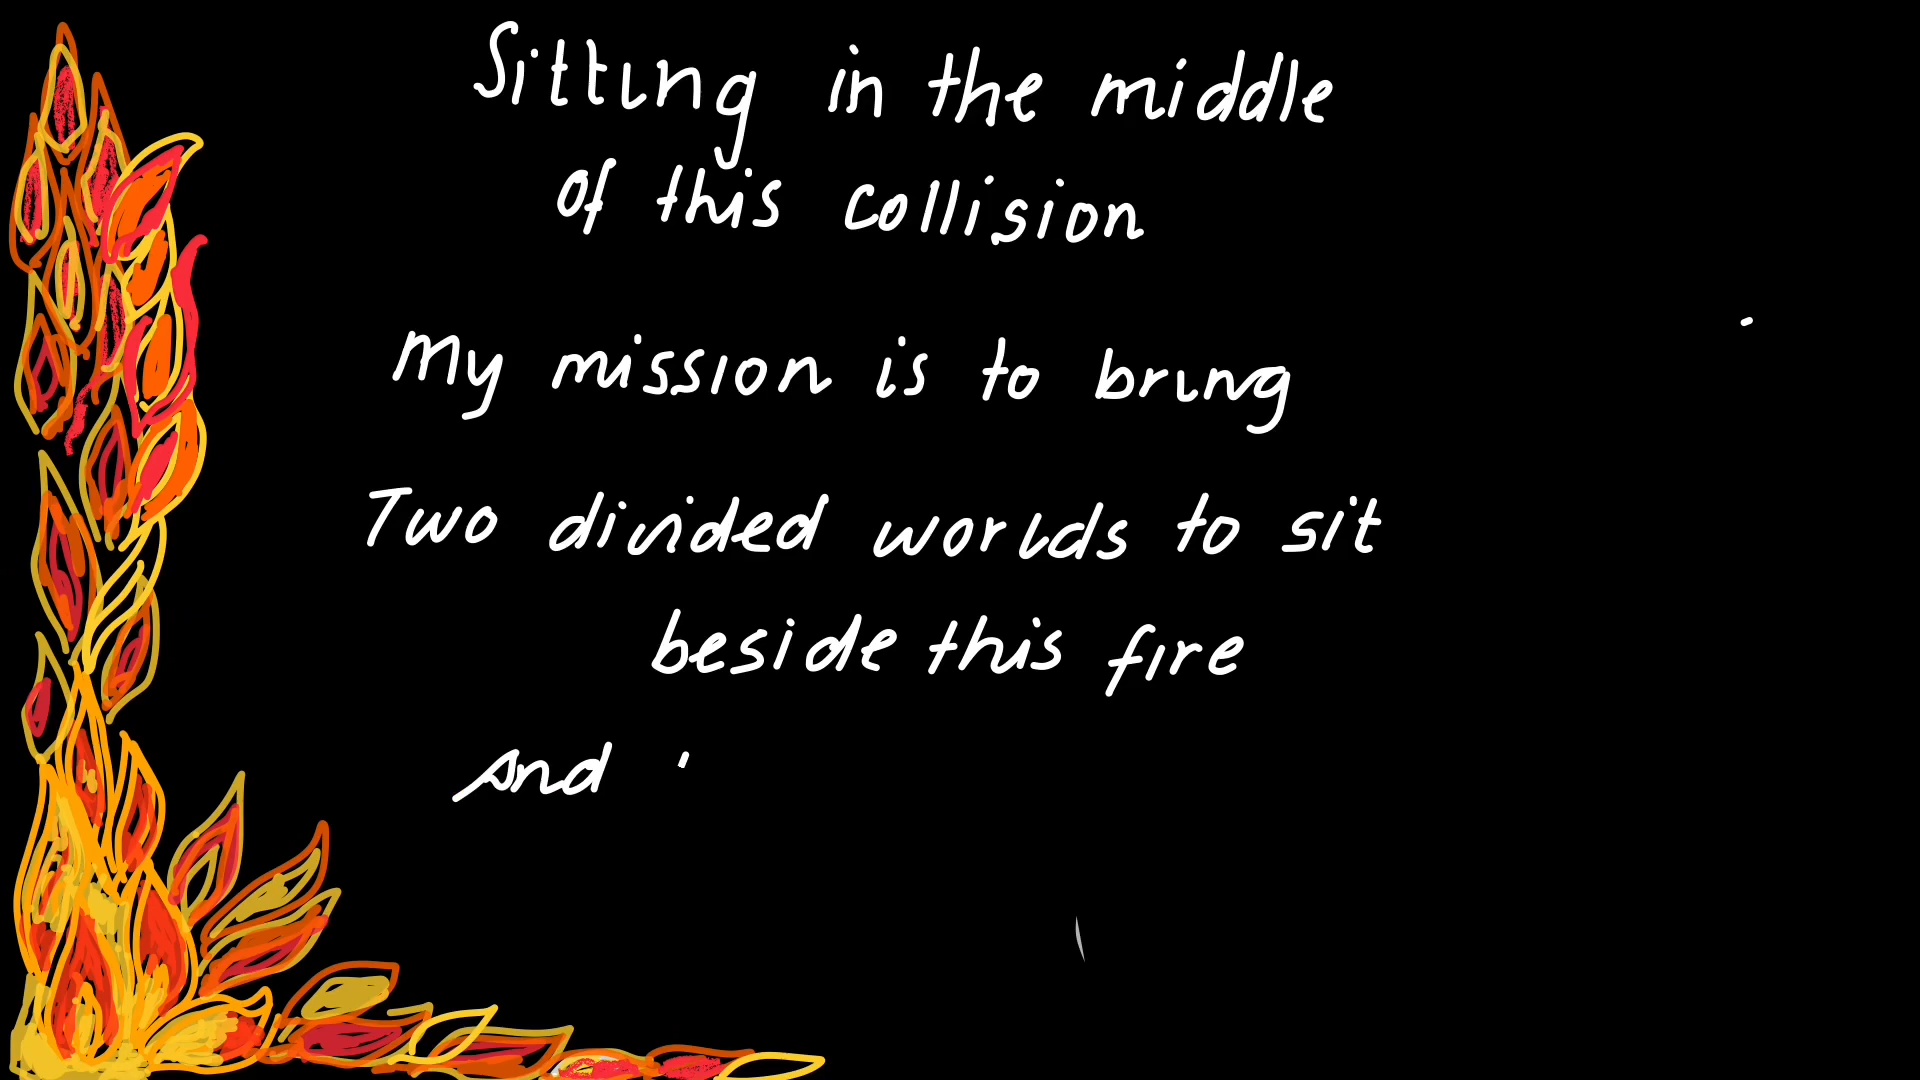 Sitting in the middle
of this collision
My mission is to bring
Two divided worlds to sit
beside this fire
And